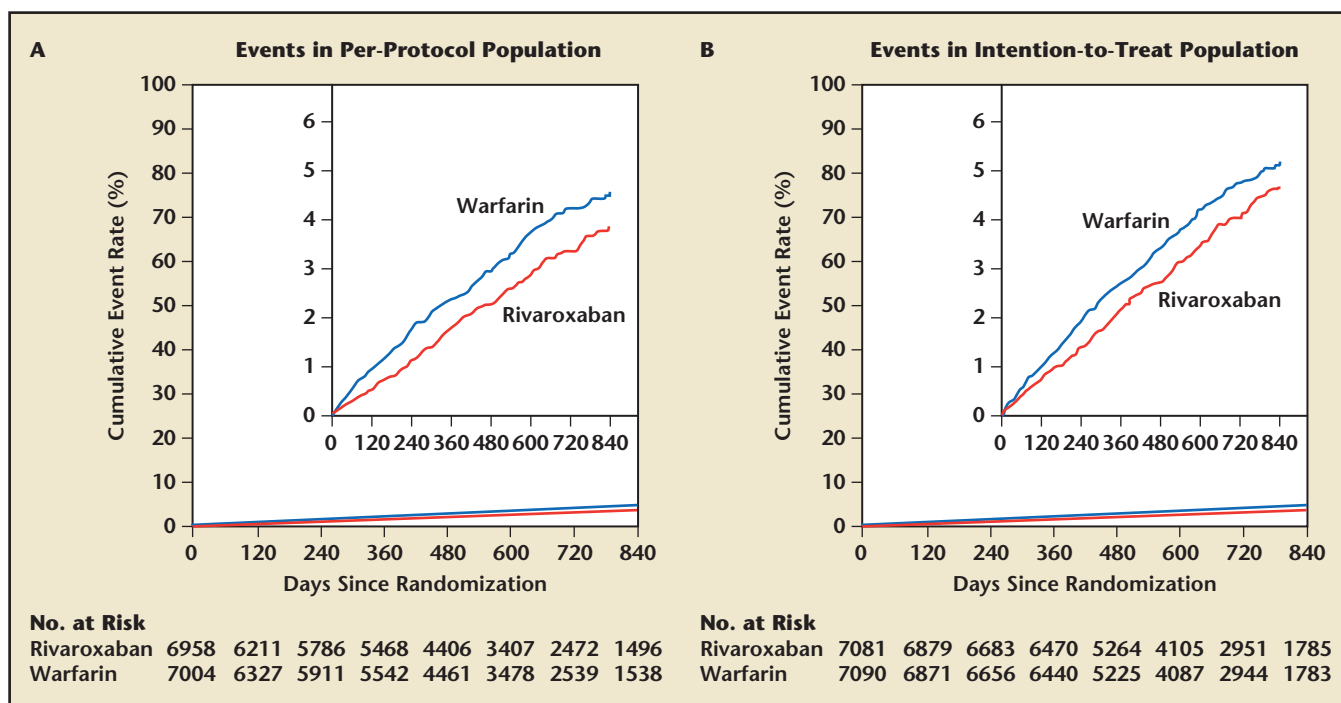 A Events in Per-Protocol Population
Cumulative Event Rate (%)
100
90
80
70
60
50
40
30
20
10
0
6
5
4
3
2
1
0
Warfarin
Rivaroxaban
0 120 240 360 480 600 720 840
0 120 240 360 480 600 720 840
Days Since Randomization
No. at Risk
Rivaroxaban 6958 6211 5786 5468 4406 3407 2472 1496
Warfarin 7004 6327 5911 5542 4461 3478 2539 1538
B Events in Intention-to-Treat Population
Cumulative Event Rate (%)
100
90
80
70
60
50
40
30
20
10
0
6
5
4
3
2
1
0
Warfarin
Rivaroxaban
0 120 240 360 480 600 720 840
0 120 240 360 480 600 720 840
Days Since Randomization
No. at Risk
Rivaroxaban 7081 6879 6683 6470 5264 4105 2951 1785
Warfarin 7090 6871 6656 6440 5225 4087 2944 1783